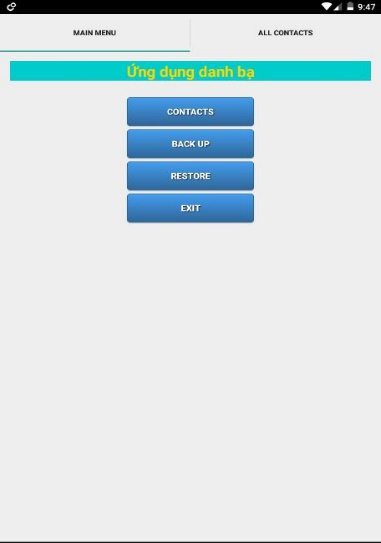 9:47
MAIN MENU
ALL CONTACTS
Ứng dụng danh bạ
CONTACTS
BACK UP
RESTORE
EXIT